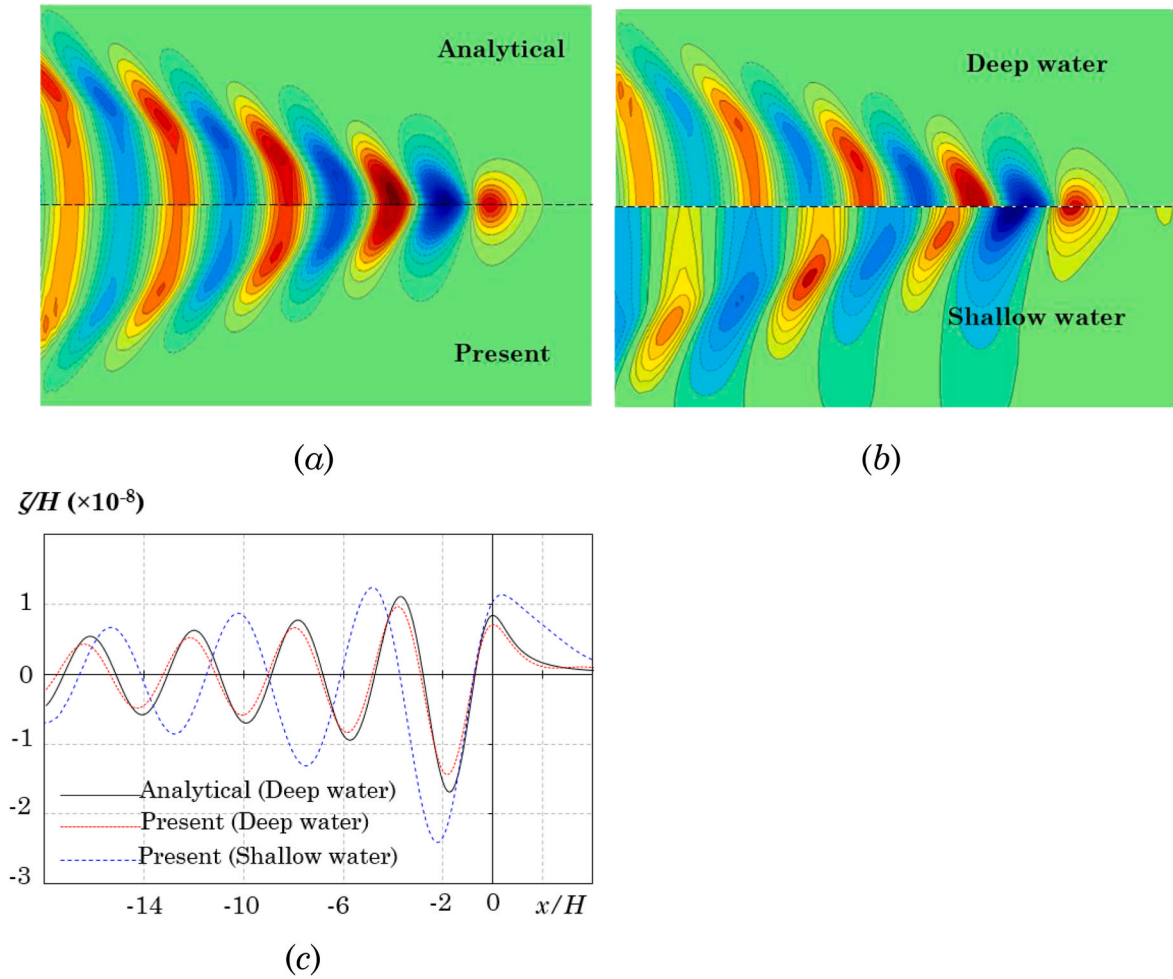 Analytical
Present
(a)
Deep water
Shallow water
(b)
ζ/H (×10-8)
1
0
-1
-2
-3
Analytical (Deep water)
Present (Deep water)
Present (Shallow water)
-14 -10 -6 -2 0 x/H
(c)